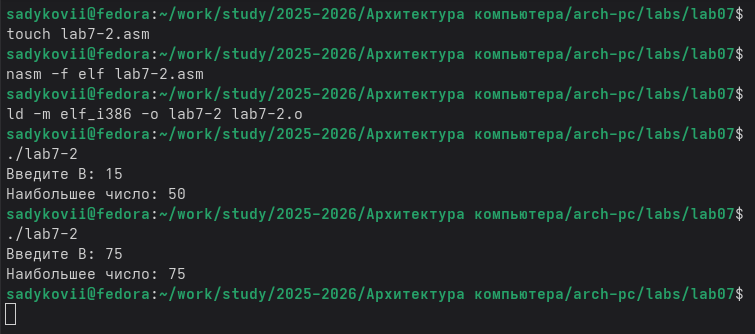 sadykovii@fedora:~/work/study/2025-2026/Архитектура компьютера/arch-pc/labs/lab07$
touch lab7-2.asm
sadykovii@fedora:~/work/study/2025-2026/Архитектура компьютера/arch-pc/labs/lab07$
nasm -f elf lab7-2.asm
sadykovii@fedora:~/work/study/2025-2026/Архитектура компьютера/arch-pc/labs/lab07$
ld -m elf_i386 -o lab7-2 lab7-2.o
sadykovii@fedora:~/work/study/2025-2026/Архитектура компьютера/arch-pc/labs/lab07$
./lab7-2
Введите B: 15
Наибольшее число: 50
sadykovii@fedora:~/work/study/2025-2026/Архитектура компьютера/arch-pc/labs/lab07$
./lab7-2
Введите B: 75
Наибольшее число: 75
sadykovii@fedora:~/work/study/2025-2026/Архитектура компьютера/arch-pc/labs/lab07$